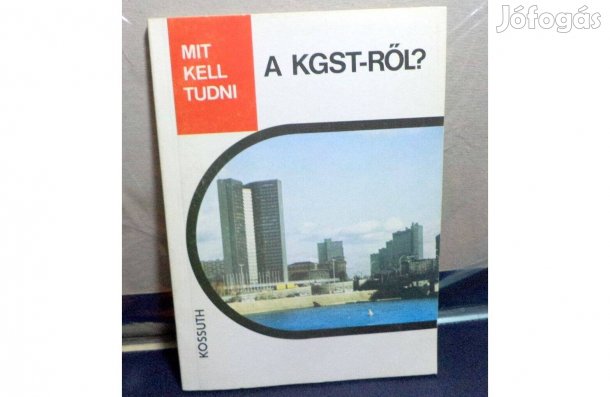 Jófogás
MIT
KELL
TUDNI
A KGST-RŐL?
KOSSUTH